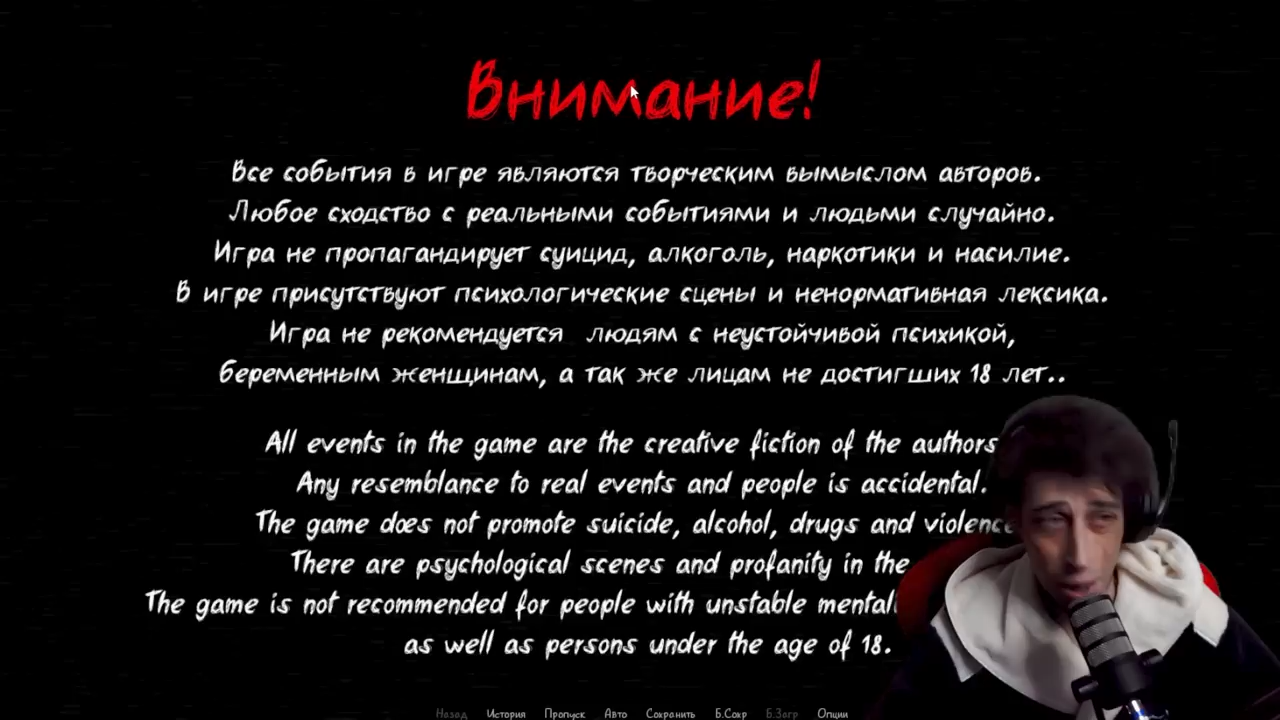 Внимание!
Все события в игре являются творческим вымыслом авторов.
Любое сходство с реальными событиями и людьми случайно.
Игра не пропагандирует суицид, алкоголь, наркотики и насилие.
В игре присутствуют психологические сцены и ненормативная лексика.
Игра не рекомендуется людям с неустойчивой психикой,
беременным женщинам, а так же лицам не достигших 18 лет..
All events in the game are the creative fiction of the authors
Any resemblance to real events and people is accidental.
The game does not promote suicide, alcohol, drugs and violence
There are psychological scenes and profanity in the
The game is not recommended for people with unstable mental
as well as persons under the age of 18.
Назад История Пропуск Авто Сохранить Б.Сохр Б.Загр Опции